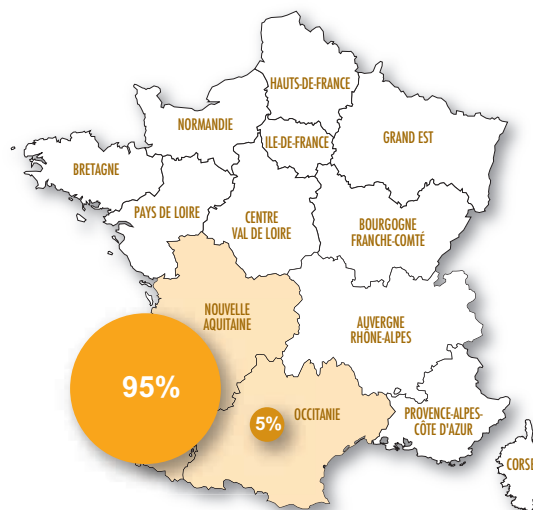 HAUTS-DE-FRANCE
NORMANDIE
ILE-DE-FRANCE
GRAND EST
BRETAGNE
PAYS DE LOIRE
CENTRE
VAL DE LOIRE
BOURGOGNE
FRANCHE-COMTÉ
NOUVELLE
AQUITAINE
AUVERGNE
RHÔNE-ALPES
95%
5%
OCCITANIE
PROVENCE-ALPES-
CÔTE D'AZUR
CORSE